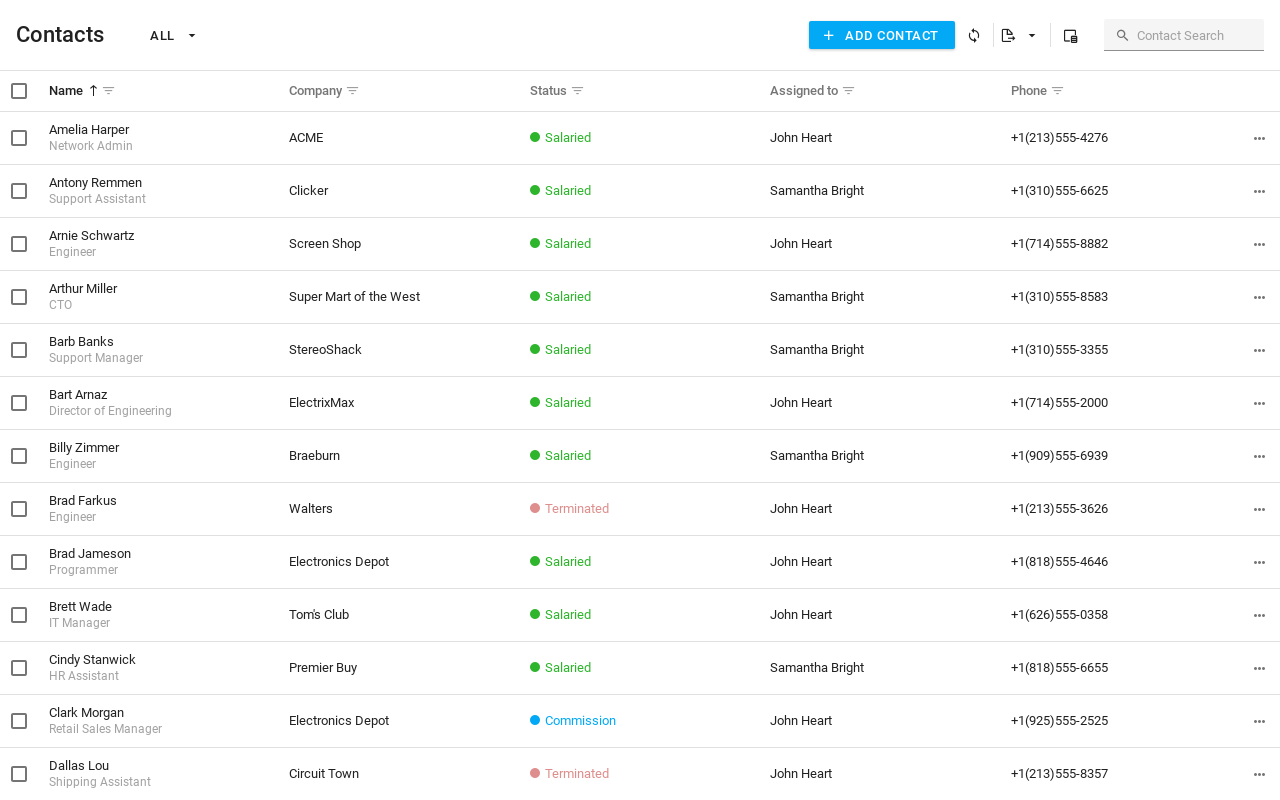 Contacts
ALL
ADD CONTACT
Contact Search
Name Company Status Assigned to Phone
Amelia Harper
Network Admin
ACME Salaried John Heart +1(213)555-4276
Antony Remmen
Support Assistant
Clicker Salaried Samantha Bright +1(310)555-6625
Arnie Schwartz
Engineer
Screen Shop Salaried John Heart +1(714)555-8882
Arthur Miller
CTO
Super Mart of the West Salaried Samantha Bright +1(310)555-8583
Barb Banks
Support Manager
StereoShack Salaried Samantha Bright +1(310)555-3355
Bart Arnaz
Director of Engineering
ElectrixMax Salaried John Heart +1(714)555-2000
Billy Zimmer
Engineer
Braeburn Salaried Samantha Bright +1(909)555-6939
Brad Farkus
Engineer
Walters Terminated John Heart +1(213)555-3626
Brad Jameson
Programmer
Electronics Depot Salaried John Heart +1(818)555-4646
Brett Wade
IT Manager
Tom's Club Salaried John Heart +1(626)555-0358
Cindy Stanwick
HR Assistant
Premier Buy Salaried Samantha Bright +1(818)555-6655
Clark Morgan
Retail Sales Manager
Electronics Depot Commission John Heart +1(925)555-2525
Dallas Lou
Shipping Assistant
Circuit Town Terminated John Heart +1(213)555-8357